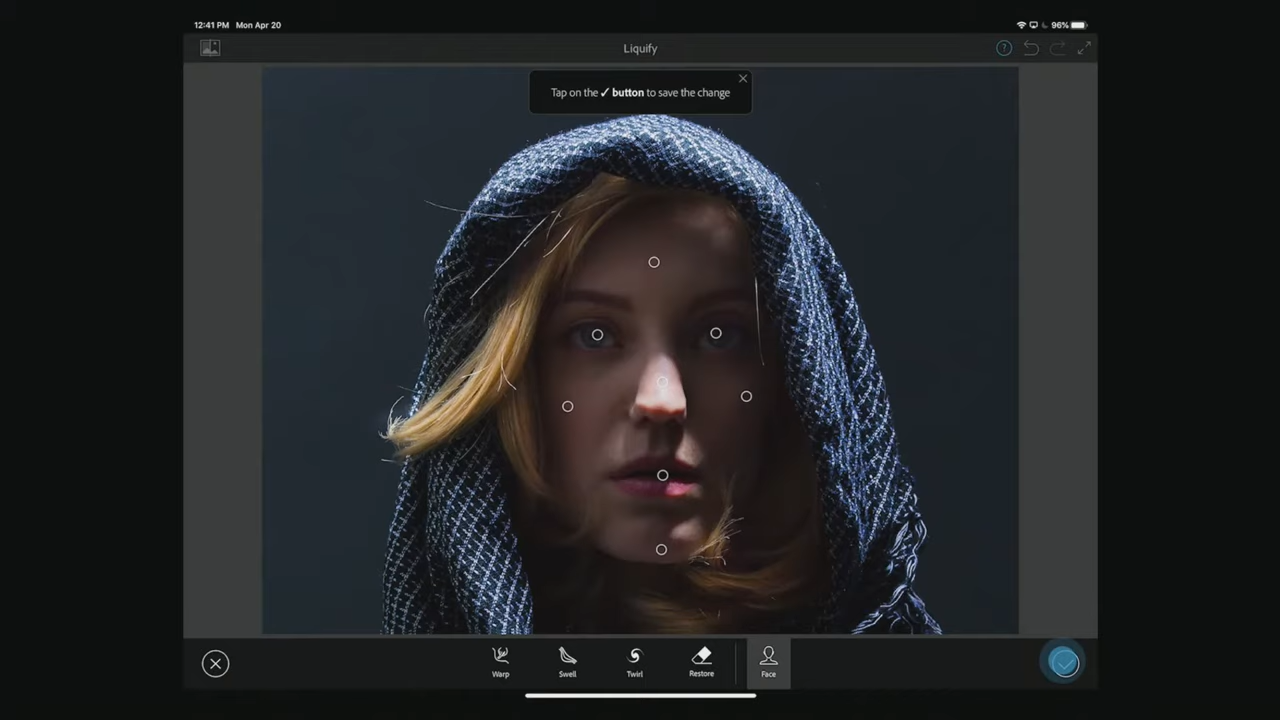 12:41 PM Mon Apr 20
96%
Liquify
Tap on the ✓ button to save the change
Warp
Swell
Twirl
Restore
Face